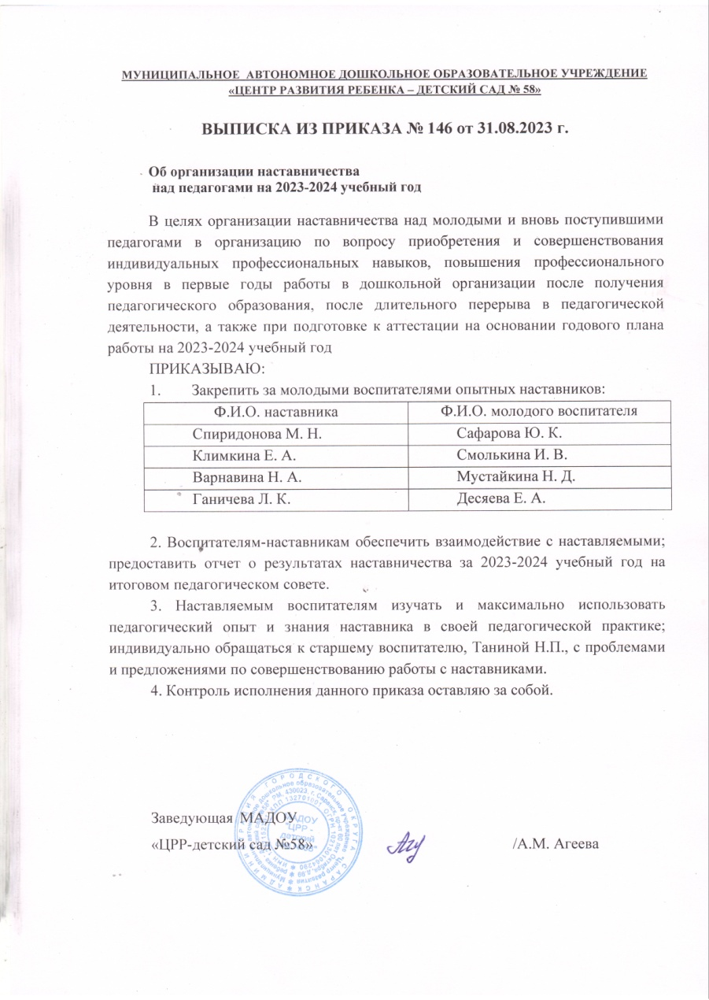 МУНИЦИПАЛЬНОЕ АВТОНОМНОЕ ДОШКОЛЬНОЕ ОБРАЗОВАТЕЛЬНОЕ УЧРЕЖДЕНИЕ
«ЦЕНТР РАЗВИТИЯ РЕБЕНКА – ДЕТСКИЙ САД № 58»
ВЫПИСКА ИЗ ПРИКАЗА № 146 от 31.08.2023 г.
Об организации наставничества
над педагогами на 2023-2024 учебный год
В целях организации наставничества над молодыми и вновь поступившими
педагогами в организацию по вопросу приобретения и совершенствования
индивидуальных профессиональных навыков, повышения профессионального
уровня в первые годы работы в дошкольной организации после получения
педагогического образования, после длительного перерыва в педагогической
деятельности, а также при подготовке к аттестации на основании годового плана
работы на 2023-2024 учебный год
ПРИКАЗЫВАЮ:
1. Закрепить за молодыми воспитателями опытных наставников:
Ф.И.О. наставника Ф.И.О. молодого воспитателя
Спиридонова М. Н. Сафарова Ю. К.
Климкина Е. А. Смолькина И. В.
Варнавина Н. А. Мустайкина Н. Д.
Ганичева Л. К. Десяева Е. А.
2. Воспитателям-наставникам обеспечить взаимодействие с наставляемыми;
предоставить отчет о результатах наставничества за 2023-2024 учебный год на
итоговом педагогическом совете.
3. Наставляемым воспитателям изучать и максимально использовать
педагогический опыт и знания наставника в своей педагогической практике;
индивидуально обращаться к старшему воспитателю, Таниной Н.П., с проблемами
и предложениями по совершенствованию работы с наставниками.
4. Контроль исполнения данного приказа оставляю за собой.
Заведующая МАДОУ
«ЦРР-детский сад №58» /А.М. Агеева
МАДОУ
"ЦРР -
детский